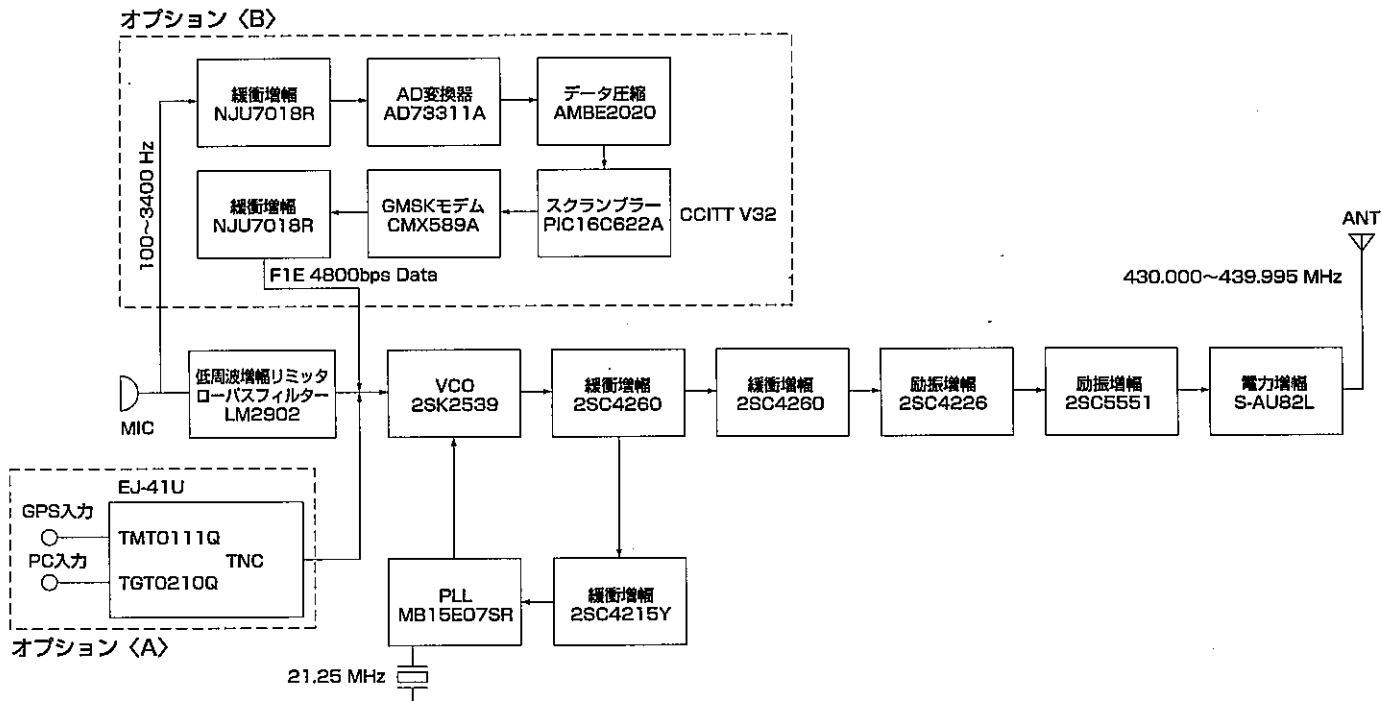 オプション〈B〉
緩衝増幅
NJU7018R
AD変換器
AD73311A
データ圧縮
AMBE2020
100～3400 Hz
緩衝増幅
NJU7018R
GMSKモデム
CMX589A
スクランブラー
PIC16C622A
CCITT V32
F1E 4800bps Data
ANT
430.000～439.995 MHz
MIC
低周波増幅リミッタ
ローパスフィルター
LM2902
VCO
2SK2539
緩衝増幅
2SC4260
緩衝増幅
2SC4260
励振増幅
2SC4226
励振増幅
2SC5551
電力増幅
S-AU82L
EJ-41U
GPS入力
TMT0111Q
TNC
PC入力
TGT0210Q
オプション〈A〉
PLL
MB15E07SR
緩衝増幅
2SC4215Y
21.25 MHz